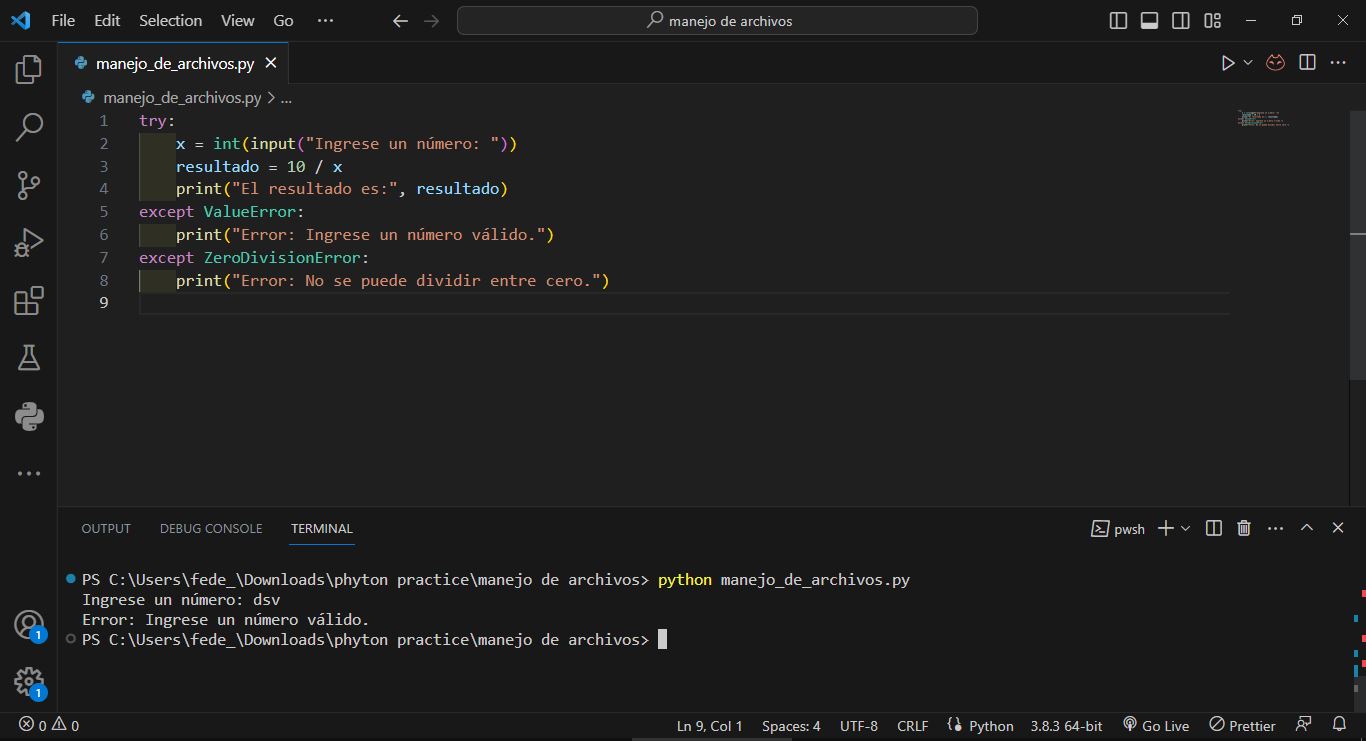 File Edit Selection View Go ··· manejo de archivos
manejo_de_archivos.py
manejo_de_archivos.py > ...
1 try:
2 x = int(input("Ingrese un número: "))
3 resultado = 10 / x
4 print("El resultado es:", resultado)
5 except ValueError:
6 print("Error: Ingrese un número válido.")
7 except ZeroDivisionError:
8 print("Error: No se puede dividir entre cero.")
9
OUTPUT DEBUG CONSOLE TERMINAL pwsh
PS C:\Users\fede_\Downloads\phyton practice\manejo de archivos> python manejo_de_archivos.py
Ingrese un número: dsv
Error: Ingrese un número válido.
PS C:\Users\fede_\Downloads\phyton practice\manejo de archivos>
1
1
0 0 Ln 9, Col 1 Spaces: 4 UTF-8 CRLF Python 3.8.3 64-bit Go Live Prettier